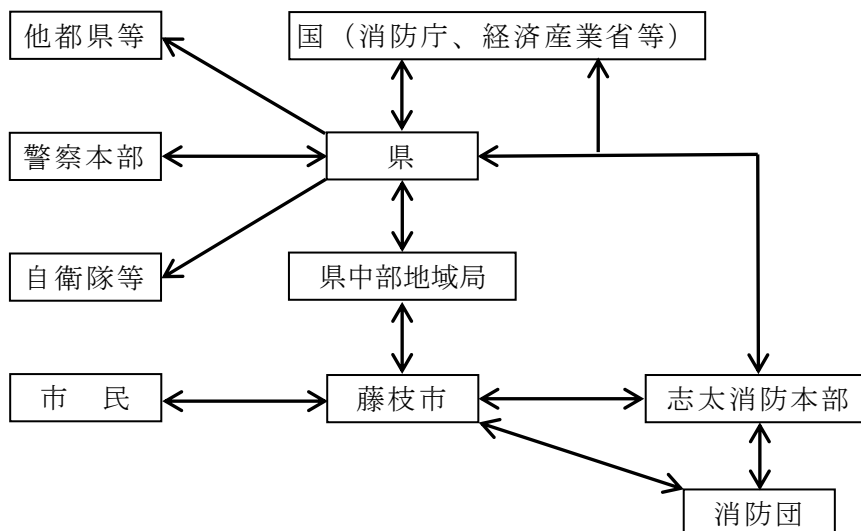 他都県等
国（消防庁、経済産業省等）
警察本部
県
自衛隊等
県中部地域局
市　民
藤枝市
志太消防本部
消防団